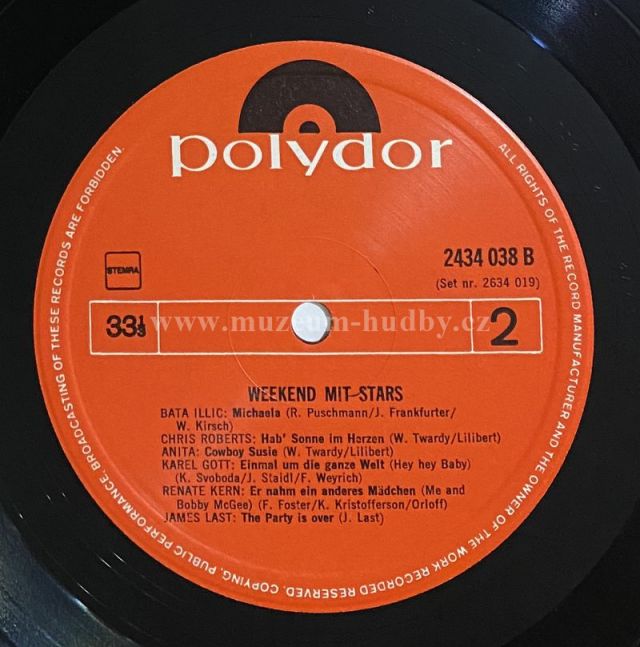 polydor
STEMRA
2434 038 B
(Set nr. 2634 019)
33⅓
www.muzeum-hudby.cz
2
WEEKEND MIT STARS
BATA ILLIC: Michaela (R. Puschmann/J. Frankfurter/
W. Kirsch)
CHRIS ROBERTS: Hab' Sonne im Herzen (W. Twardy/Lilibert)
ANITA: Cowboy Susie (W. Twardy/Lilibert)
KAREL GOTT: Einmal um die ganze Welt (Hey hey Baby)
(K. Svoboda/J. Staidl/F. Weyrich)
RENATE KERN: Er nahm ein anderes Mädchen (Me and
Bobby McGee) (F. Foster/K. Kristofferson/Orloff)
JAMES LAST: The Party is over (J. Last)
ALL RIGHTS OF THE RECORD MANUFACTURER AND THE OWNER OF THE WORK RECORDED RESERVED. COPYING, PUBLIC PERFORMANCE, BROADCASTING OF THESE RECORDS ARE FORBIDDEN.